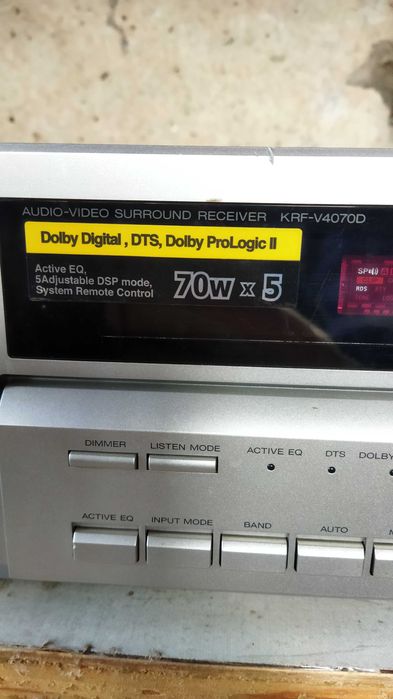 AUDIO-VIDEO SURROUND RECEIVER KRF-V4070D
Dolby Digital , DTS, Dolby ProLogic II
Active EQ,
5Adjustable DSP mode,
System Remote Control
70W x 5
SP
RDS
DIMMER
LISTEN MODE
ACTIVE EQ
DTS
DOLBY
ACTIVE EQ
INPUT MODE
BAND
AUTO